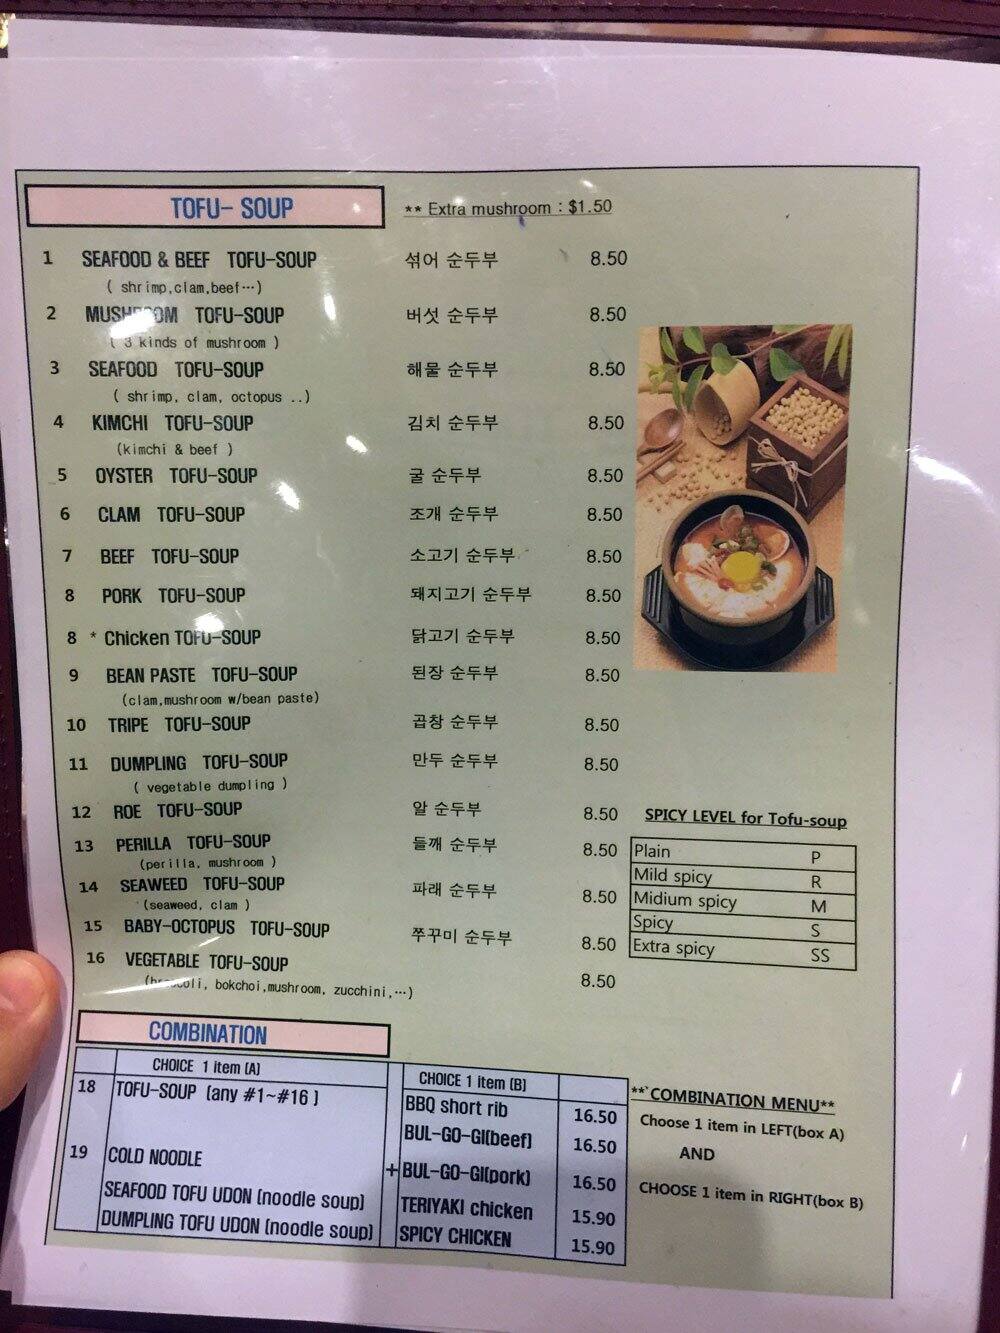 TOFU- SOUP
** Extra mushroom : $1.50
1 SEAFOOD & BEEF TOFU-SOUP 섞어 순두부 8.50
( shrimp,clam,beef…)
2 MUSHROOM TOFU-SOUP 버섯 순두부 8.50
( 3 kinds of mushroom )
3 SEAFOOD TOFU-SOUP 해물 순두부 8.50
( shrimp, clam, octopus ..)
4 KIMCHI TOFU-SOUP 김치 순두부 8.50
(kimchi & beef )
5 OYSTER TOFU-SOUP 굴 순두부 8.50
6 CLAM TOFU-SOUP 조개 순두부 8.50
7 BEEF TOFU-SOUP 소고기 순두부 8.50
8 PORK TOFU-SOUP 돼지고기 순두부 8.50
8 * Chicken TOFU-SOUP 닭고기 순두부 8.50
9 BEAN PASTE TOFU-SOUP 된장 순두부 8.50
(clam,mushroom w/bean paste)
10 TRIPE TOFU-SOUP 곱창 순두부 8.50
11 DUMPLING TOFU-SOUP 만두 순두부 8.50
( vegetable dumpling )
12 ROE TOFU-SOUP 알 순두부 8.50
13 PERILLA TOFU-SOUP 들깨 순두부 8.50
(perilla, mushroom )
14 SEAWEED TOFU-SOUP 파래 순두부 8.50
(seaweed, clam )
15 BABY-OCTOPUS TOFU-SOUP 쭈꾸미 순두부 8.50
16 VEGETABLE TOFU-SOUP 8.50
(broccoli, bokchoi,mushroom, zucchini,…)
SPICY LEVEL for Tofu-soup
Plain P
Mild spicy R
Midium spicy M
Spicy S
Extra spicy SS
COMBINATION
CHOICE 1 item (A) CHOICE 1 item (B)
18 TOFU-SOUP (any #1~#16 ) BBQ short rib 16.50
BUL-GO-GI(beef) 16.50
19 COLD NOODLE + BUL-GO-GI(pork) 16.50
SEAFOOD TOFU UDON (noodle soup) TERIYAKI chicken 15.90
DUMPLING TOFU UDON (noodle soup) SPICY CHICKEN 15.90
**COMBINATION MENU**
Choose 1 item in LEFT(box A)
AND
CHOOSE 1 item in RIGHT(box B)